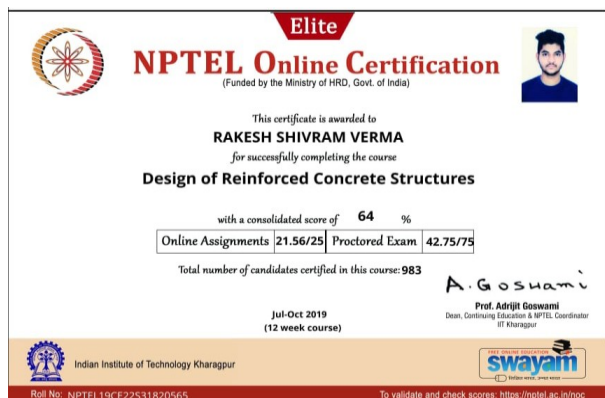 Elite
NPTEL Online Certification
(Funded by the Ministry of HRD, Govt. of India)
This certificate is awarded to
RAKESH SHIVRAM VERMA
for successfully completing the course
Design of Reinforced Concrete Structures
with a consolidated score of 64 %
Online Assignments 21.56/25 Proctored Exam 42.75/75
Total number of candidates certified in this course: 983
A. Goswami
Prof. Adrijit Goswami
Dean, Continuing Education & NPTEL Coordinator
IIT Kharagpur
Jul-Oct 2019
(12 week course)
Indian Institute of Technology Kharagpur
FREE ONLINE EDUCATION
swayam
शिक्षित भारत, उन्नत भारत
Roll No: NPTEL19CE22S31820565 To validate and check scores: https://nptel.ac.in/noc